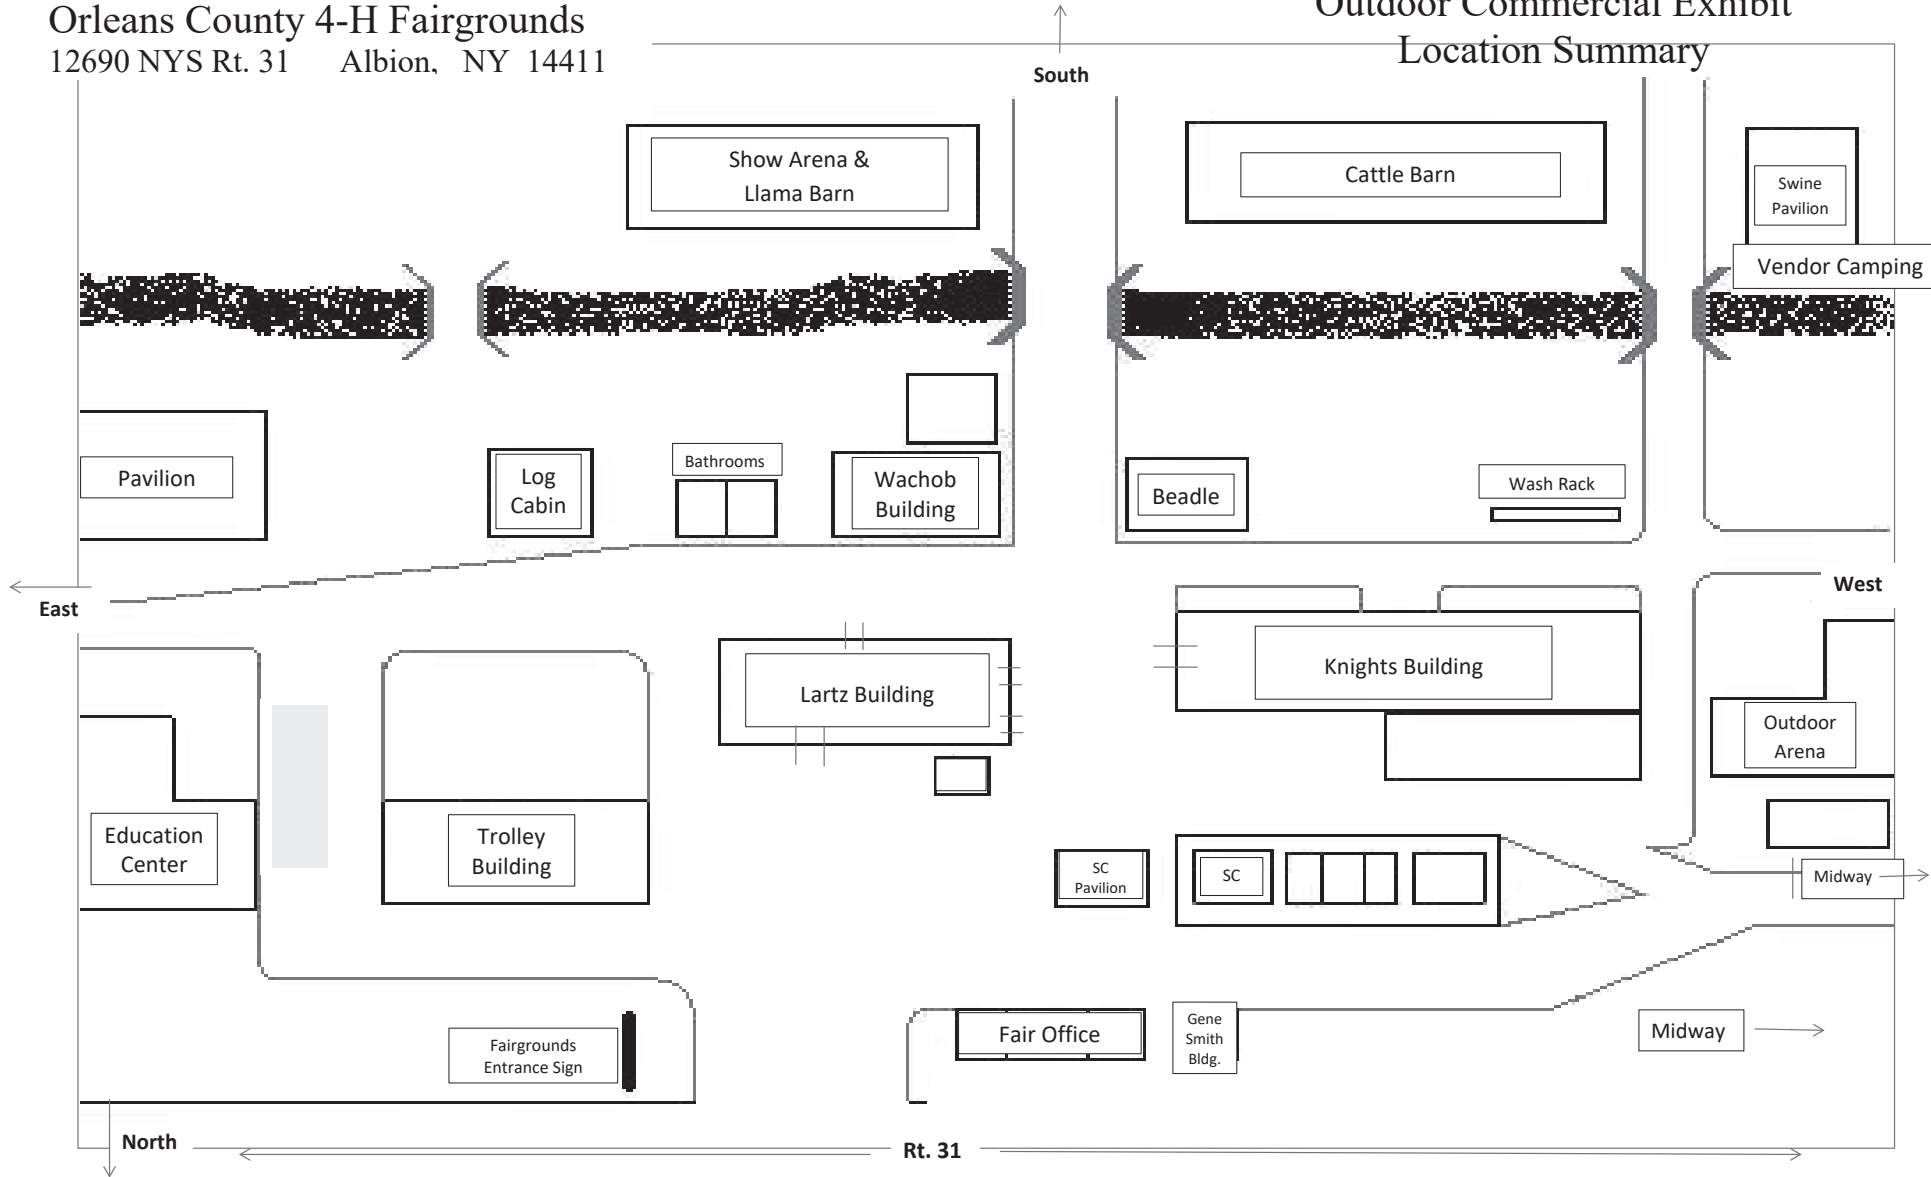 Orleans County 4-H Fairgrounds
12690 NYS Rt. 31 Albion, NY 14411
Outdoor Commercial Exhibit
Location Summary
South
Show Arena &
Llama Barn
Cattle Barn
Swine
Pavilion
Vendor Camping
Pavilion
Log
Cabin
Bathrooms
Wachob
Building
Beadle
Wash Rack
East
West
Lartz Building
Knights Building
Outdoor
Arena
Education
Center
Trolley
Building
SC
Pavilion
SC
Midway
Fairgrounds
Entrance Sign
Fair Office
Gene
Smith
Bldg.
Midway
North
Rt. 31